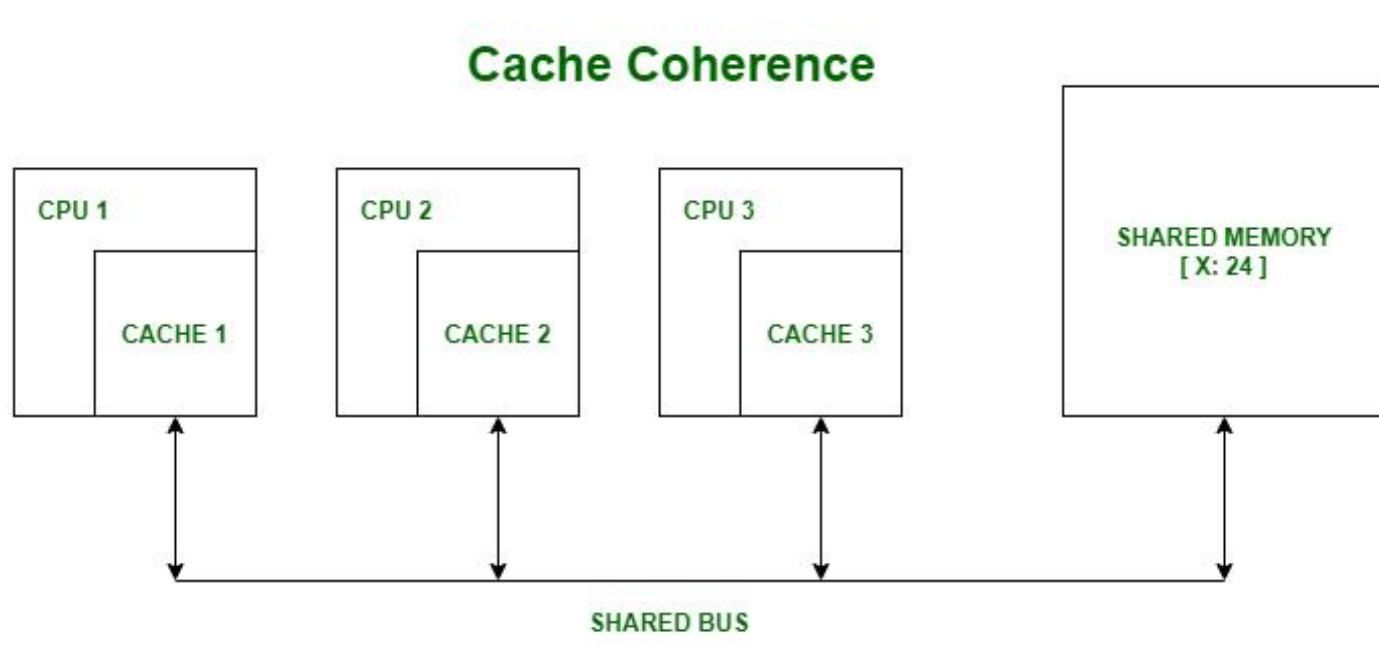 Cache Coherence
CPU 1
CACHE 1
CPU 2
CACHE 2
CPU 3
CACHE 3
SHARED MEMORY
[ X: 24 ]
SHARED BUS